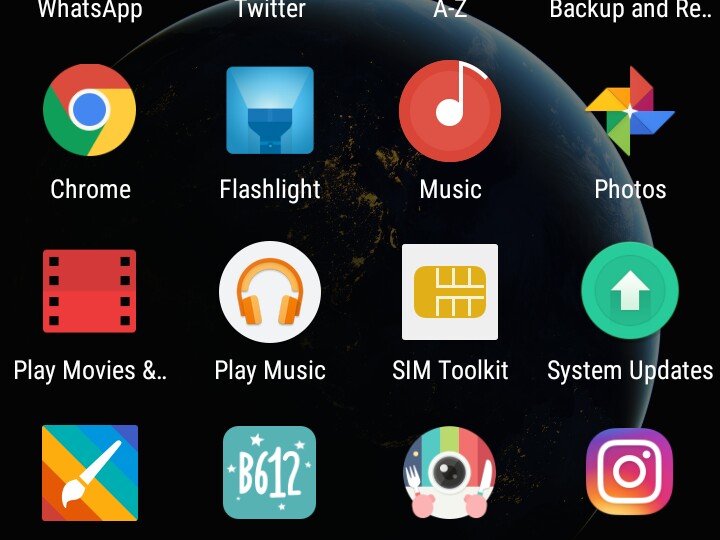 WhatsApp Twitter A-Z Backup and Re..
Chrome Flashlight Music Photos
Play Movies &.. Play Music SIM Toolkit System Updates
B612